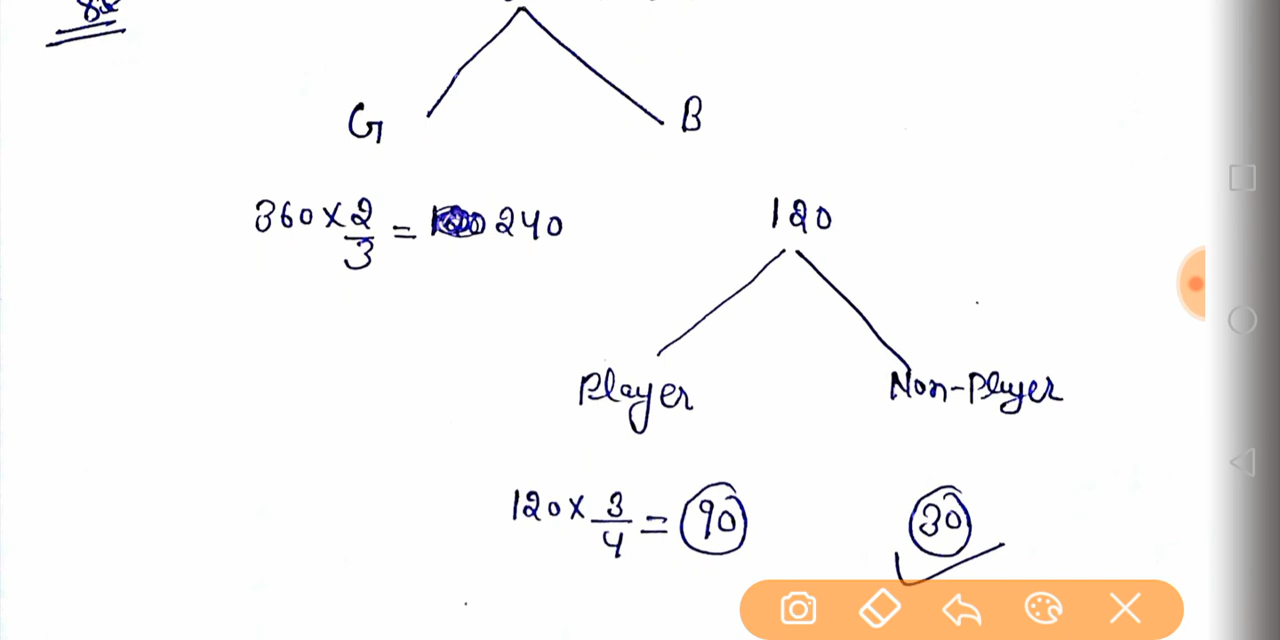 G B
360 × 2/3 = 240 120
Player Non-Player
120 × 3/4 = 90 30